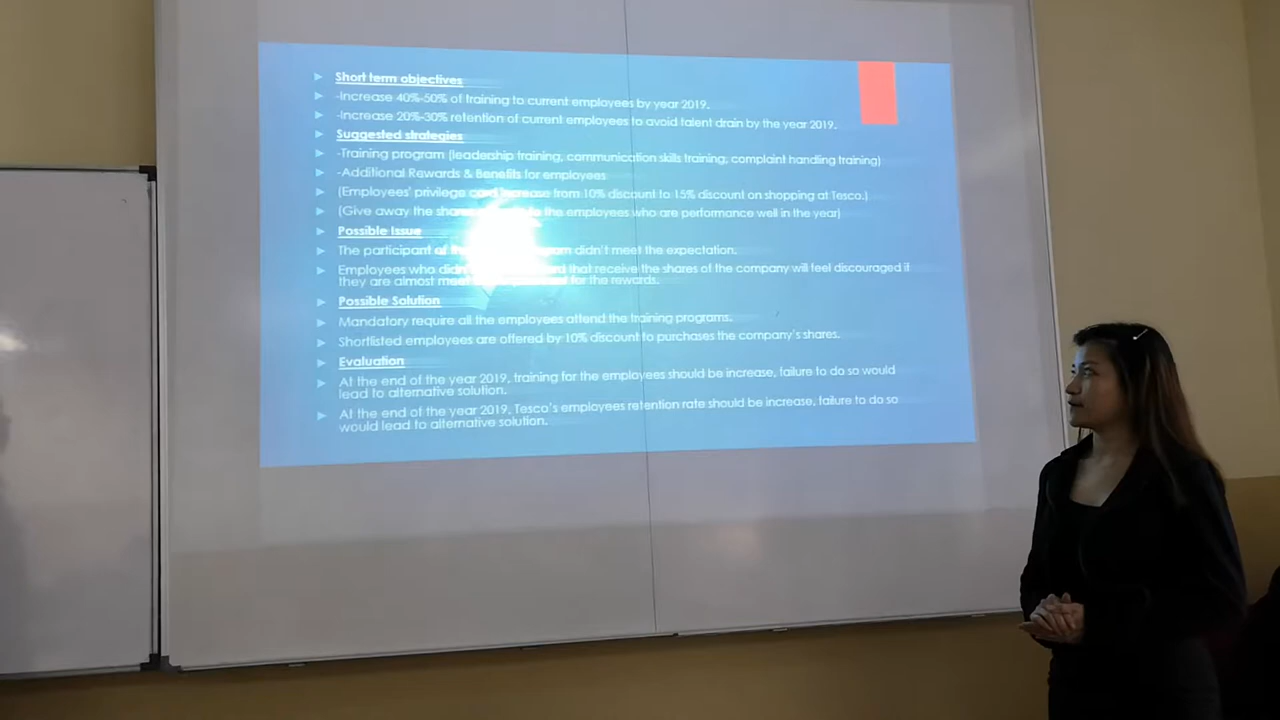 Short term objectives
-Increase 40%-50% of training to current employees by year 2019.
-Increase 20%-30% retention of current employees to avoid talent drain by the year 2019.
Suggested strategies
-Training program (leadership training, communication skills training, complaint handling training)
-Additional Rewards & Benefits for employees
(Employees' privilege card increase from 10% discount to 15% discount on shopping at Tesco.)
(Give away the shares the employees who are performance well in the year)
Possible Issue
The participant of didn't meet the expectation.
Employees who that receive the shares of the company will feel discouraged if
they are almost for the rewards.
Possible Solution
Mandatory require all the employees attend the training programs.
Shortlisted employees are offered by 10% discount to purchases the company's shares.
Evaluation
At the end of the year 2019, training for the employees should be increase, failure to do so would
lead to alternative solution.
At the end of the year 2019, Tesco's employees retention rate should be increase, failure to do so
would lead to alternative solution.